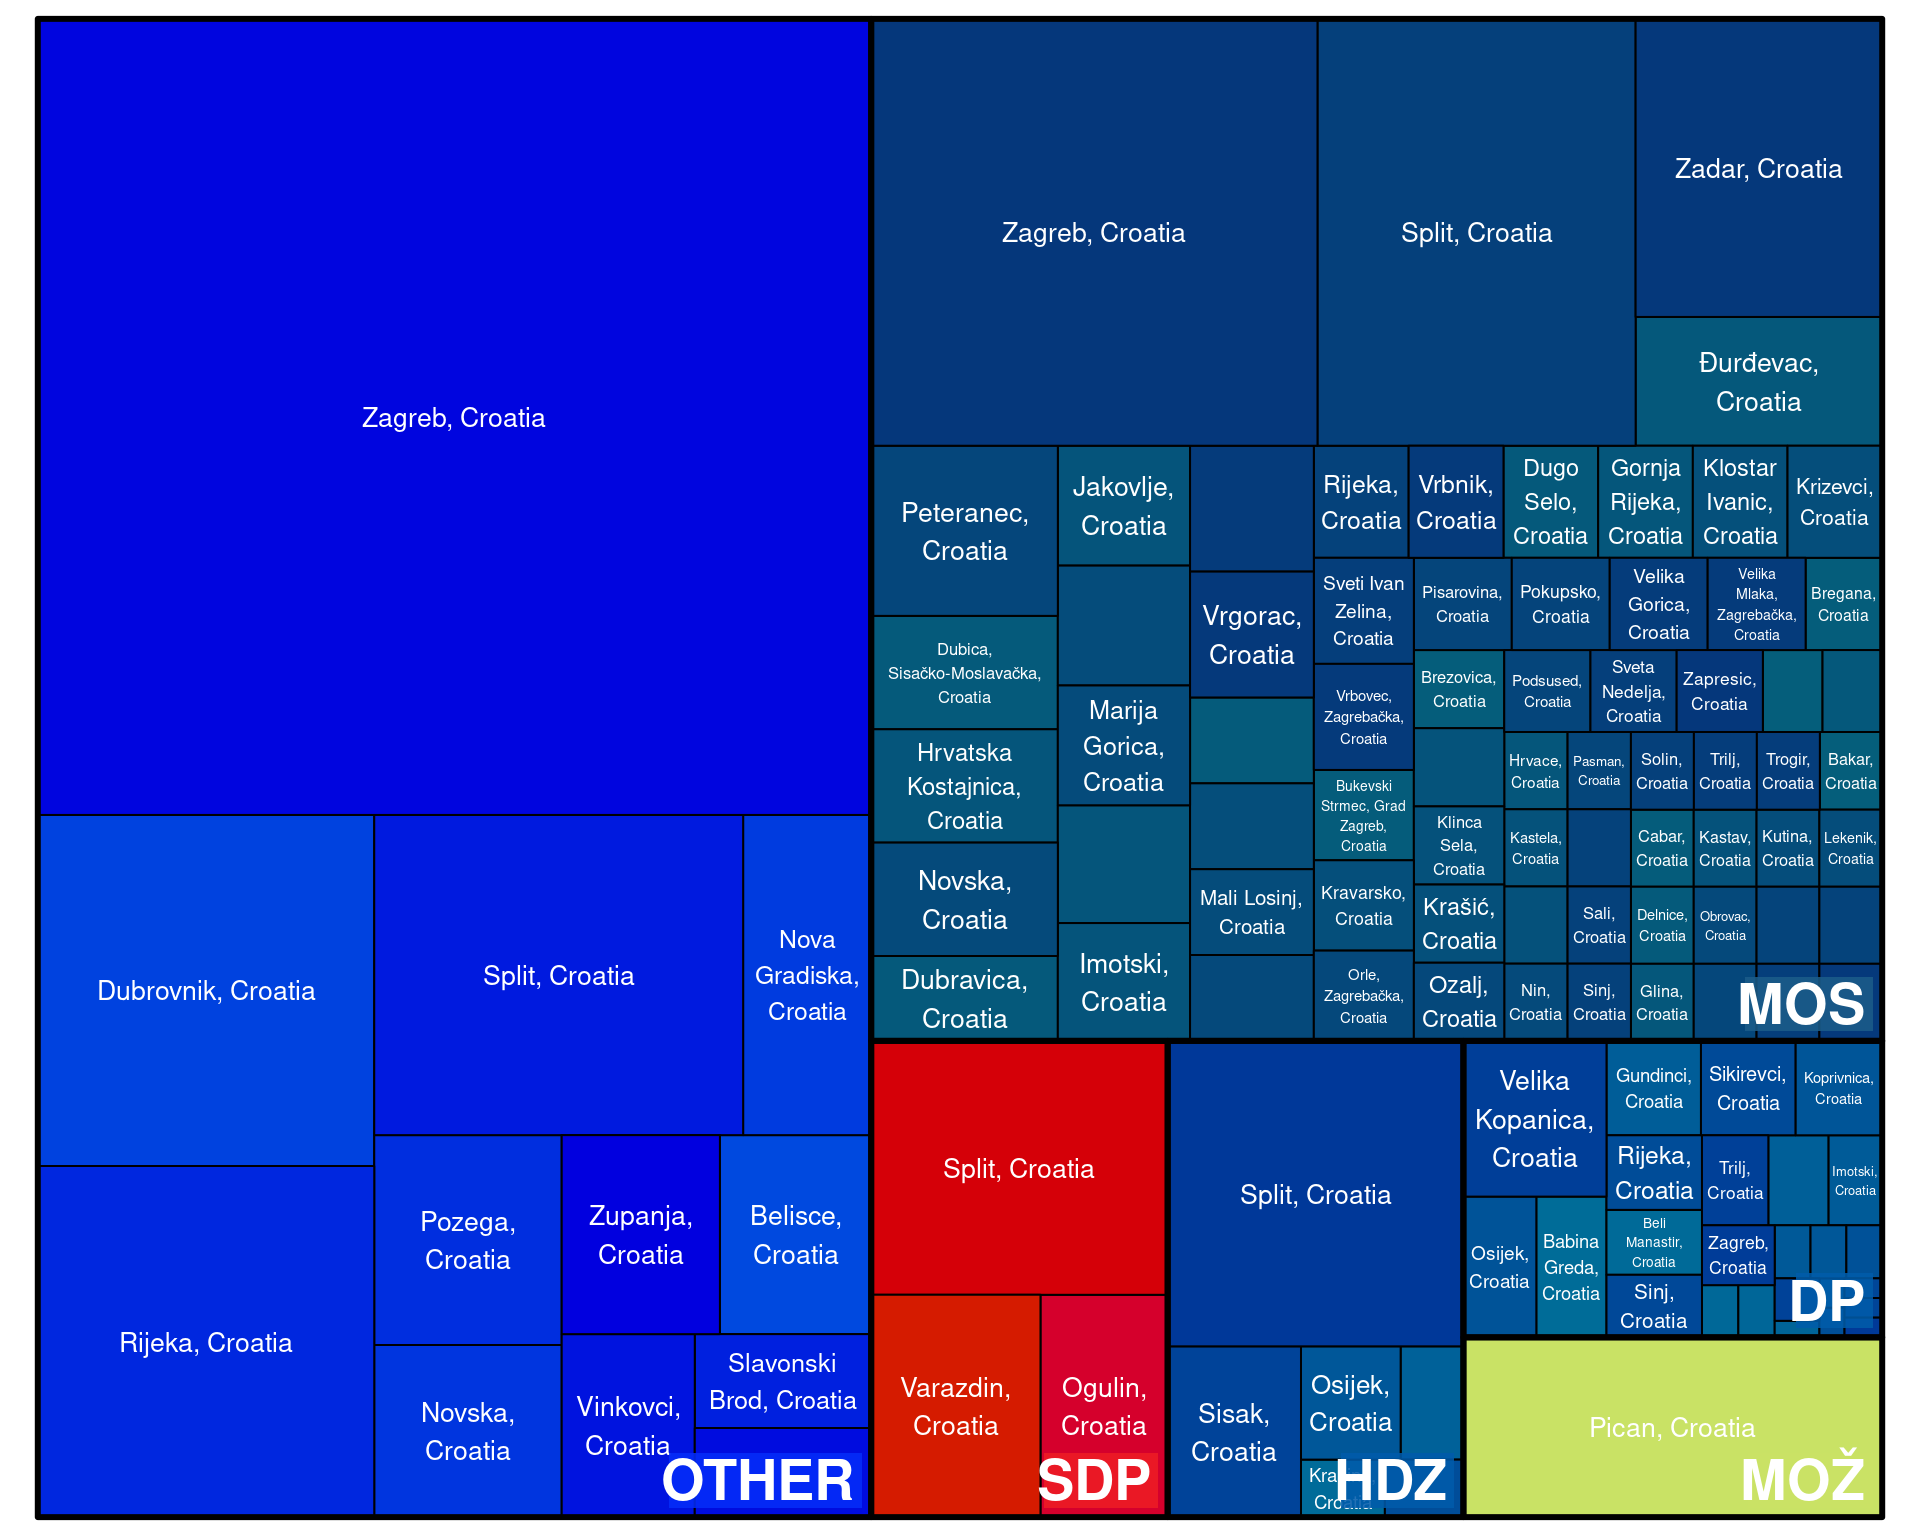 Zagreb, Croatia
Dubrovnik, Croatia
Rijeka, Croatia
Split, Croatia
Nova
Gradiska,
Croatia
Pozega,
Croatia
Novska,
Croatia
Zupanja,
Croatia
Belisce,
Croatia
Vinkovci,
Croatia
Slavonski
Brod, Croatia
OTHER
Zagreb, Croatia
Split, Croatia
Zadar, Croatia
Đurđevac,
Croatia
Peteranec,
Croatia
Dubica,
Sisačko-Moslavačka,
Croatia
Hrvatska
Kostajnica,
Croatia
Novska,
Croatia
Dubravica,
Croatia
Jakovlje,
Croatia
Marija
Gorica,
Croatia
Imotski,
Croatia
Vrgorac,
Croatia
Mali Losinj,
Croatia
Rijeka,
Croatia
Vrbnik,
Croatia
Dugo
Selo,
Croatia
Gornja
Rijeka,
Croatia
Klostar
Ivanic,
Croatia
Krizevci,
Croatia
Sveti Ivan
Zelina,
Croatia
Vrbovec,
Zagrebačka,
Croatia
Bukevski
Strmec, Grad
Zagreb,
Croatia
Kravarsko,
Croatia
Orle,
Zagrebačka,
Croatia
Pisarovina,
Croatia
Pokupsko,
Croatia
Velika
Gorica,
Croatia
Velika
Mlaka,
Zagrebačka,
Croatia
Bregana,
Croatia
Brezovica,
Croatia
Klinca
Sela,
Croatia
Krašić,
Croatia
Ozalj,
Croatia
Podsused,
Croatia
Sveta
Nedelja,
Croatia
Zapresic,
Croatia
Hrvace,
Croatia
Pasman,
Croatia
Solin,
Croatia
Trilj,
Croatia
Trogir,
Croatia
Bakar,
Croatia
Kastela,
Croatia
Cabar,
Croatia
Kastav,
Croatia
Kutina,
Croatia
Lekenik,
Croatia
Sali,
Croatia
Delnice,
Croatia
Obrovac,
Croatia
Nin,
Croatia
Sinj,
Croatia
Glina,
Croatia
MOS
Split, Croatia
Varazdin,
Croatia
Ogulin,
Croatia
SDP
Split, Croatia
Sisak,
Croatia
Osijek,
Croatia
Croatia
HDZ
Velika
Kopanica,
Croatia
Osijek,
Croatia
Babina
Greda,
Croatia
Gundinci,
Croatia
Sikirevci,
Croatia
Koprivnica,
Croatia
Rijeka,
Croatia
Beli
Manastir,
Croatia
Sinj,
Croatia
Trilj,
Croatia
Imotski,
Croatia
Zagreb,
Croatia
DP
Pican, Croatia
MOŽ